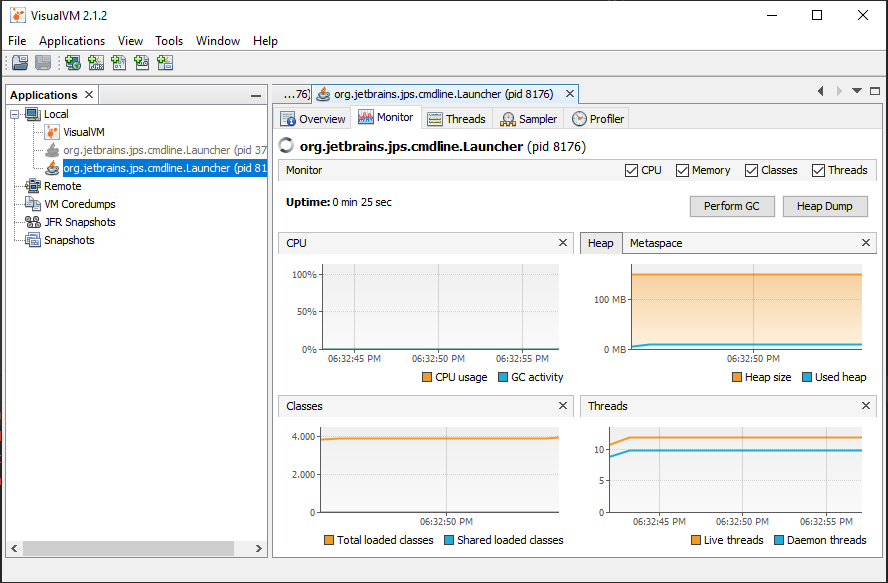 VisualVM 2.1.2
File Applications View Tools Window Help
Applications
Local
VisualVM
org.jetbrains.jps.cmdline.Launcher (pid 37
org.jetbrains.jps.cmdline.Launcher (pid 81
Remote
VM Coredumps
JFR Snapshots
Snapshots
...76) org.jetbrains.jps.cmdline.Launcher (pid 8176)
Overview Monitor Threads Sampler Profiler
org.jetbrains.jps.cmdline.Launcher (pid 8176)
Monitor CPU Memory Classes Threads
Uptime: 0 min 25 sec
Perform GC Heap Dump
CPU
100%
50%
0%
06:32:45 PM 06:32:50 PM 06:32:55 PM
CPU usage GC activity
Heap Metaspace
100 MB
0 MB
06:32:50 PM
Heap size Used heap
Classes
4.000
2.000
0
06:32:50 PM
Total loaded classes Shared loaded classes
Threads
10
5
0
06:32:45 PM 06:32:50 PM 06:32:55 PM
Live threads Daemon threads